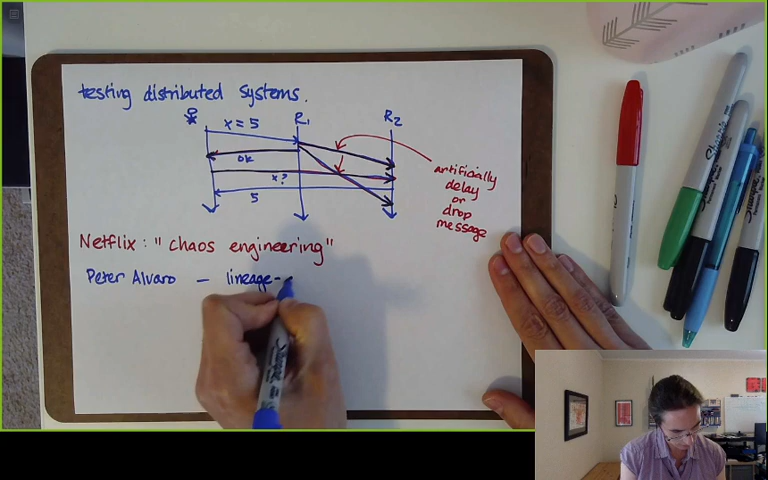 testing distributed systems.
x = 5
R1
R2
ok
x?
5
artificially
delay
or
drop
message
Netflix: "chaos engineering"
Peter Alvaro — lineage-
Sharpie